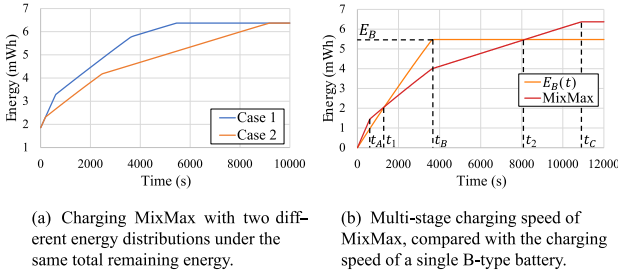 7
6
5
4
3
2
1
Energy (mWh)
0 2000 4000 6000 8000 10000
Time (s)
Case 1
Case 2
(a) Charging MixMax with two dif-
ferent energy distributions under the
same total remaining energy.
7
6
5
4
3
2
1
0
Energy (mWh)
E_B
E_B(t)
MixMax
t_A t_1 t_B t_2 t_C
0 2000 4000 6000 8000 10000 12000
Time (s)
(b) Multi-stage charging speed of
MixMax, compared with the charging
speed of a single B-type battery.